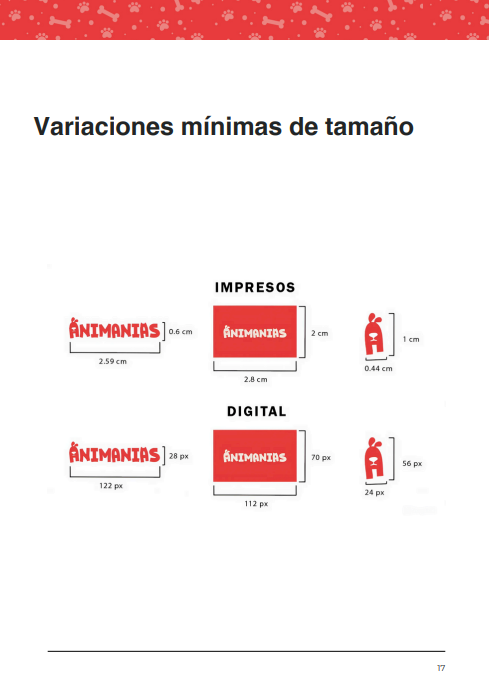 Variaciones mínimas de tamaño
IMPRESOS
ANIMANIAS
0.6 cm
2.59 cm
ANIMANIAS
2 cm
2.8 cm
1 cm
0.44 cm
DIGITAL
ANIMANIAS
28 px
122 px
ANIMANIAS
70 px
112 px
56 px
24 px
17